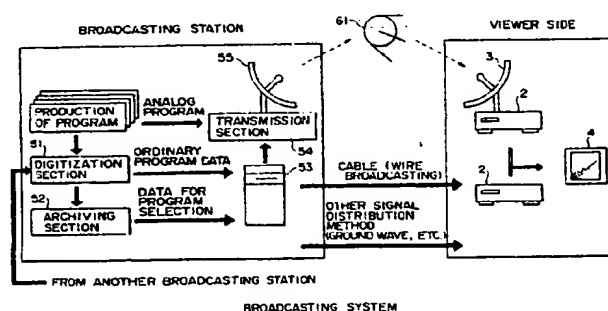 BROADCASTING STATION
61
VIEWER SIDE
55
3
PRODUCTION
OF PROGRAM
ANALOG
PROGRAM
TRANSMISSION
SECTION
2
51
54
4
DIGITIZATION
SECTION
ORDINARY
PROGRAM DATA
53
CABLE (WIRE
BROADCASTING)
2
52
DATA FOR
PROGRAM
SELECTION
ARCHIVING
SECTION
OTHER SIGNAL
DISTRIBUTION
METHOD
(GROUND WAVE, ETC.)
FROM ANOTHER BROADCASTING STATION
BROADCASTING SYSTEM